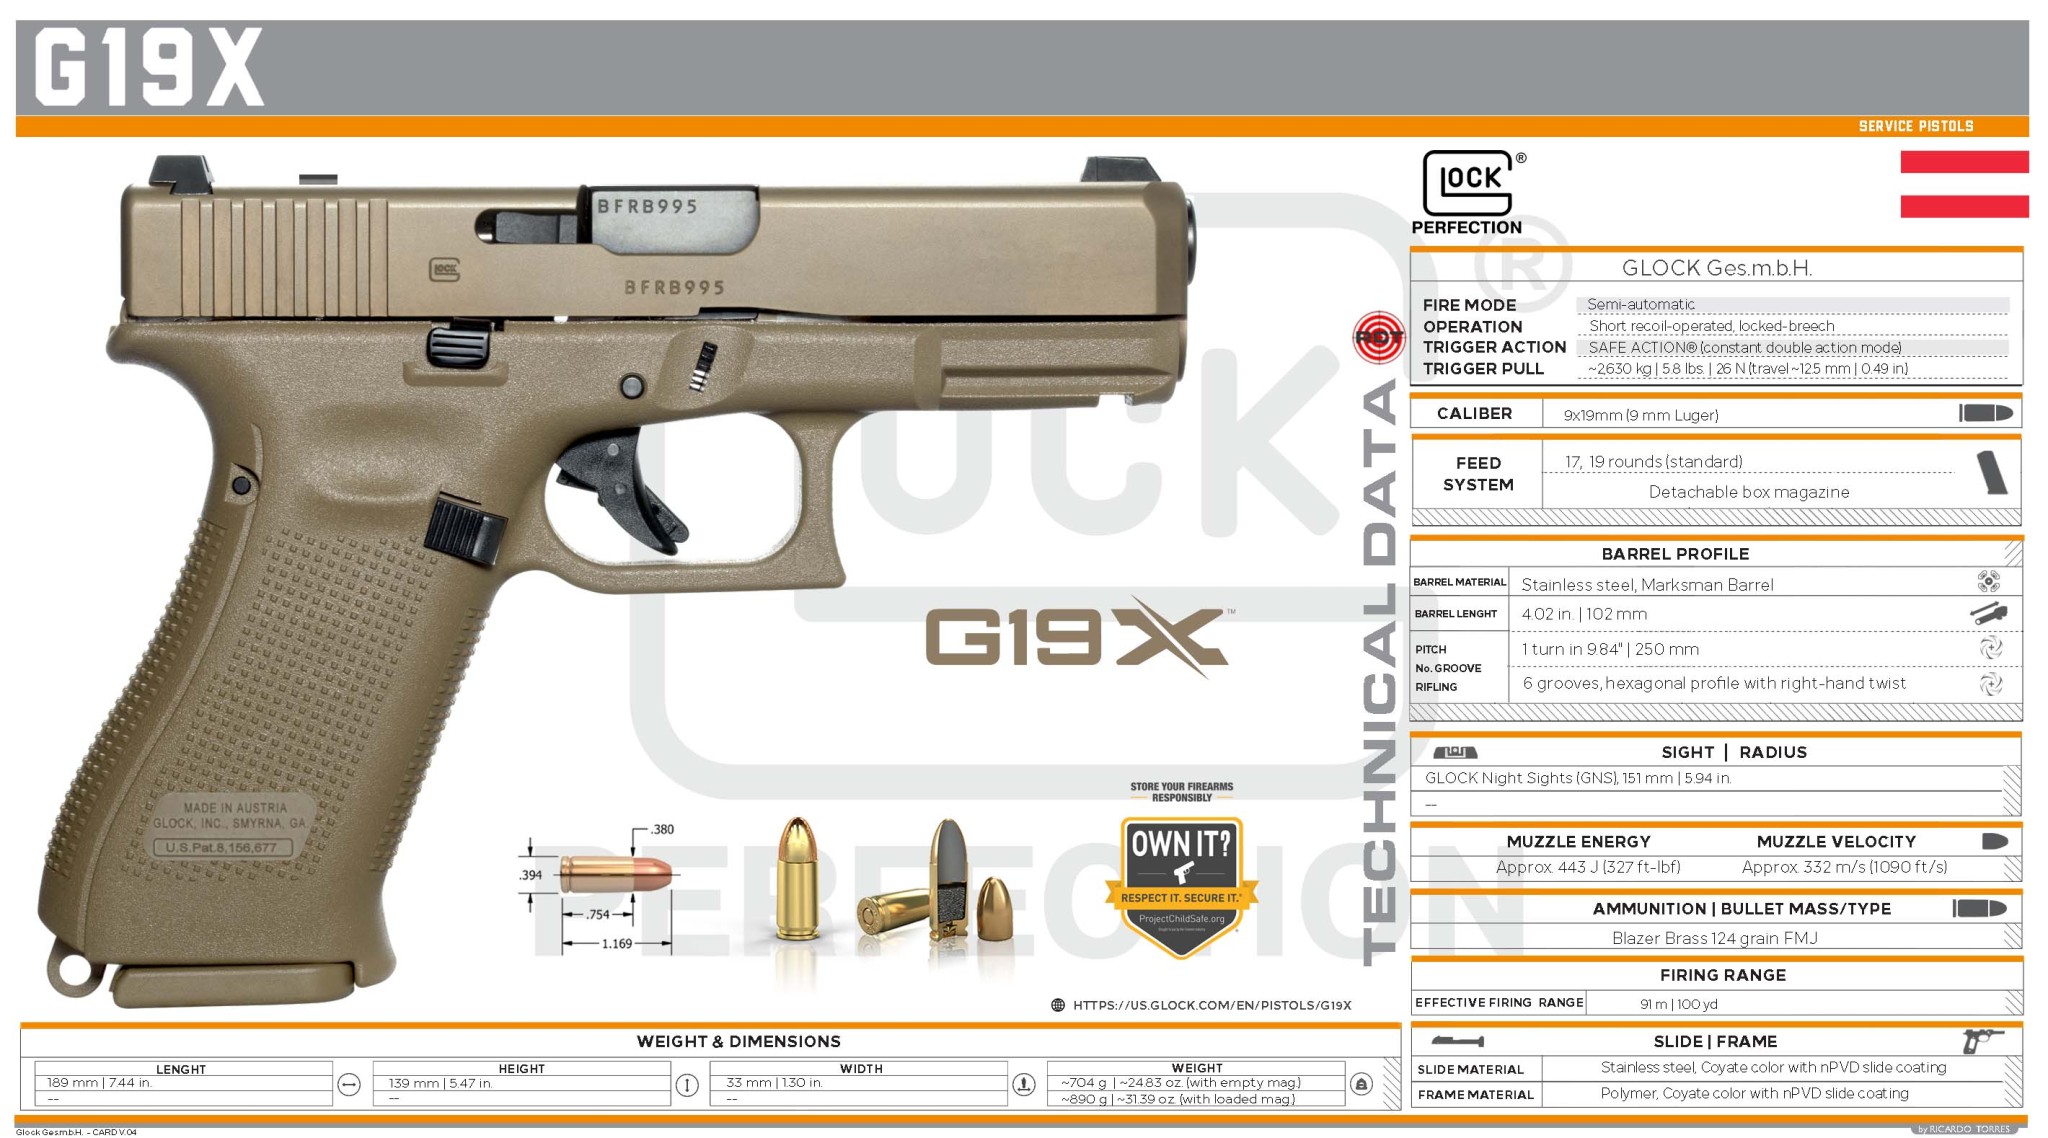 G19X
SERVICE PISTOLS
BFRB995
GLOCK
BFRB995
MADE IN AUSTRIA
GLOCK, INC., SMYRNA, GA.
U.S.Pat.8,156,677
G19X™
GLOCK®
PERFECTION
GLOCK ®
PERFECTION
RDT
TECHNICAL DATA
GLOCK Ges.m.b.H.
FIRE MODE Semi-automatic
OPERATION Short recoil-operated, locked-breech
TRIGGER ACTION SAFE ACTION® (constant double action mode)
TRIGGER PULL ~2,630 kg | 5.8 lbs. | 26 N (travel ~12.5 mm | 0.49 in.)
CALIBER 9x19mm (9 mm Luger)
FEED SYSTEM
17, 19 rounds (standard)
Detachable box magazine
BARREL PROFILE
BARREL MATERIAL Stainless steel, Marksman Barrel
BARREL LENGHT 4.02 in. | 102 mm
PITCH 1 turn in 9.84" | 250 mm
No. GROOVE
RIFLING 6 grooves, hexagonal profile with right-hand twist
SIGHT | RADIUS
GLOCK Night Sights (GNS), 151 mm | 5.94 in.
--
MUZZLE ENERGY MUZZLE VELOCITY
Approx. 443 J (327 ft-lbf) Approx. 332 m/s (1090 ft/s)
AMMUNITION | BULLET MASS/TYPE
Blazer Brass 124 grain FMJ
FIRING RANGE
EFFECTIVE FIRING RANGE 91 m | 100 yd
SLIDE | FRAME
SLIDE MATERIAL Stainless steel, Coyate color with nPVD slide coating
FRAME MATERIAL Polymer, Coyate color with nPVD slide coating
.380
.394
.754
1.169
STORE YOUR FIREARMS
RESPONSIBLY
OWN IT?
RESPECT IT. SECURE IT.
ProjectChildSafe.org
HTTPS://US.GLOCK.COM/EN/PISTOLS/G19X
WEIGHT & DIMENSIONS
LENGHT HEIGHT WIDTH WEIGHT
189 mm | 7.44 in. 139 mm | 5.47 in. 33 mm | 1.30 in. ~704 g | ~24.83 oz. (with empty mag.)
-- -- -- ~890 g | ~31.39 oz. (with loaded mag.)
Glock Ges.m.b.H. - CARD V.04
by RICARDO TORRES